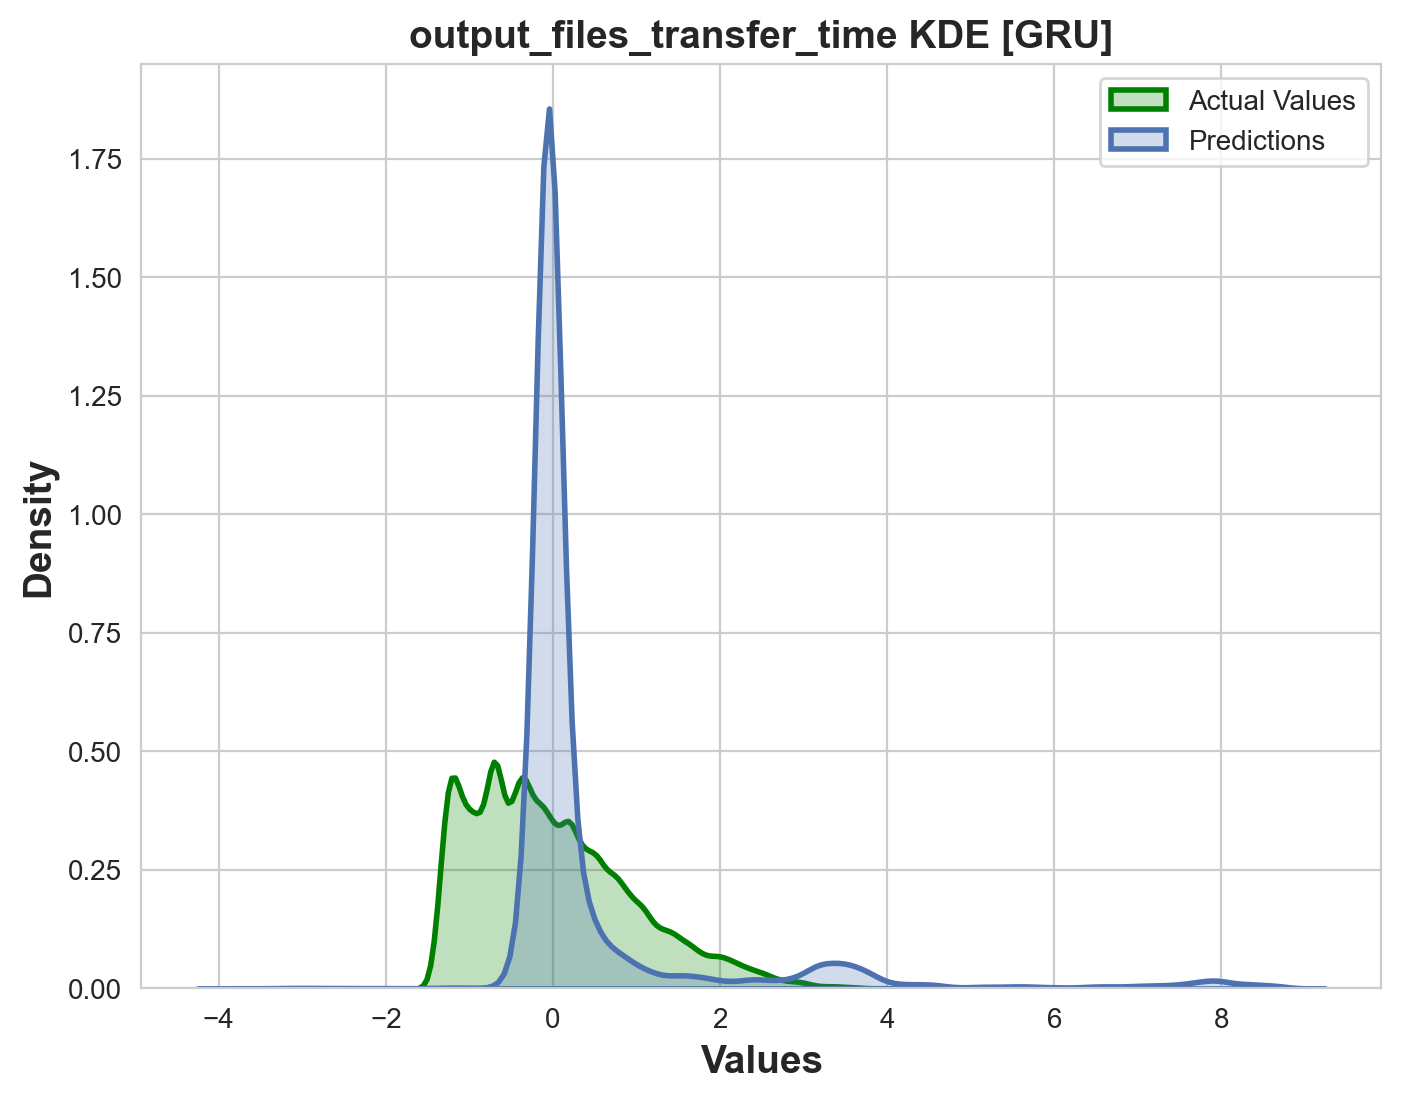 output_files_transfer_time KDE [GRU]
Actual Values
Predictions
1.75
1.50
1.25
1.00
0.75
0.50
0.25
0.00
Density
−4 −2 0 2 4 6 8
Values